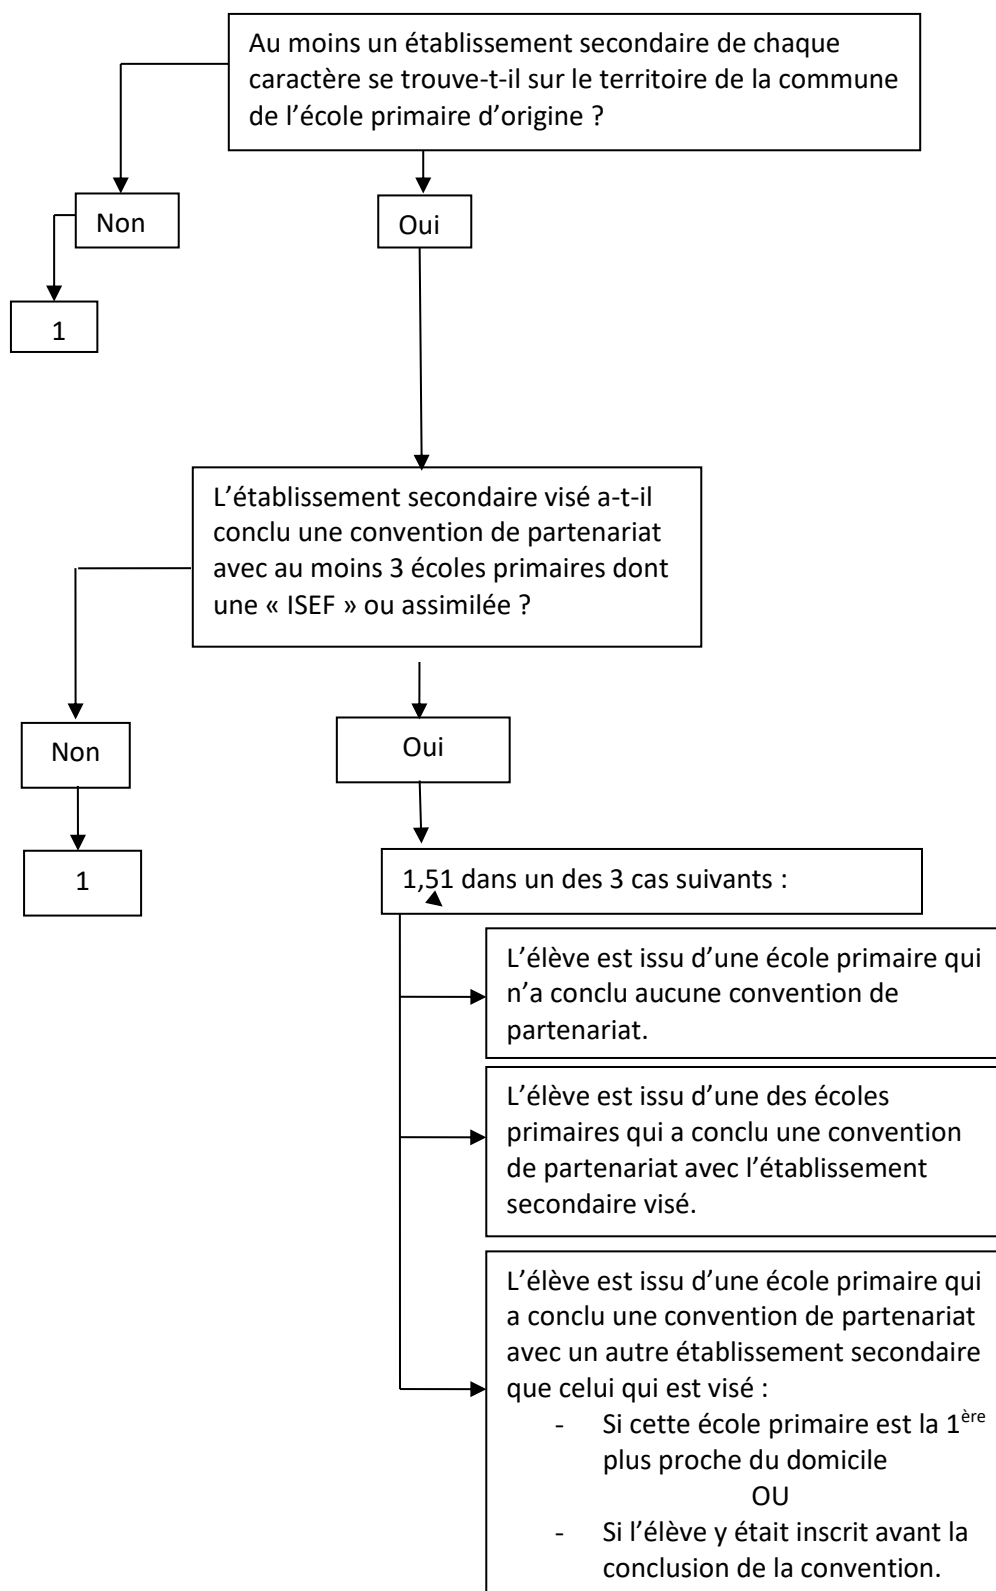 Au moins un établissement secondaire de chaque
caractère se trouve-t-il sur le territoire de la commune
de l’école primaire d’origine ?
Non
Oui
1
L’établissement secondaire visé a-t-il
conclu une convention de partenariat
avec au moins 3 écoles primaires dont
une « ISEF » ou assimilée ?
Non
Oui
1
1,51 dans un des 3 cas suivants :
L’élève est issu d’une école primaire qui
n’a conclu aucune convention de
partenariat.
L’élève est issu d’une des écoles
primaires qui a conclu une convention
de partenariat avec l’établissement
secondaire visé.
L’élève est issu d’une école primaire qui
a conclu une convention de partenariat
avec un autre établissement secondaire
que celui qui est visé :
- Si cette école primaire est la 1ère
plus proche du domicile
OU
- Si l’élève y était inscrit avant la
conclusion de la convention.